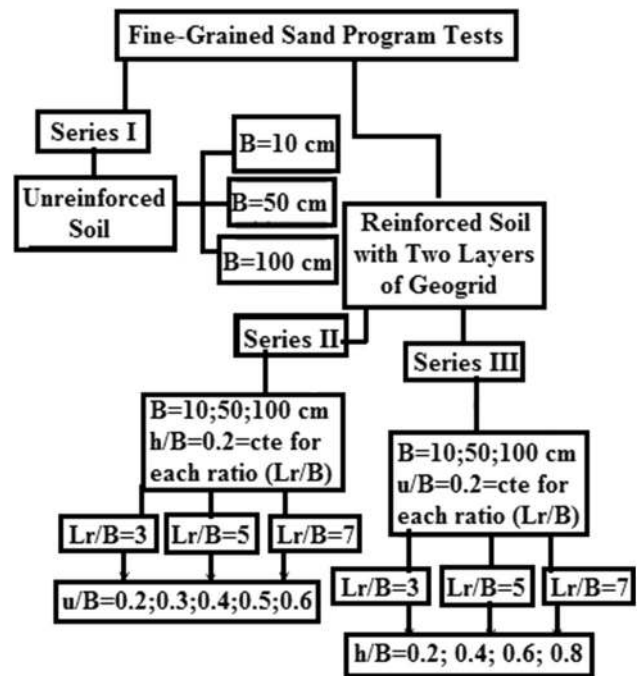 Fine-Grained Sand Program Tests
Series I
Unreinforced
Soil
B=10 cm
B=50 cm
B=100 cm
Reinforced Soil
with Two Layers
of Geogrid
Series II
B=10;50;100 cm
h/B=0.2=cte for
each ratio (Lr/B)
Lr/B=3
Lr/B=5
Lr/B=7
u/B=0.2;0.3;0.4;0.5;0.6
Series III
B=10;50;100 cm
u/B=0.2=cte for
each ratio (Lr/B)
Lr/B=3
Lr/B=5
Lr/B=7
h/B=0.2; 0.4; 0.6; 0.8